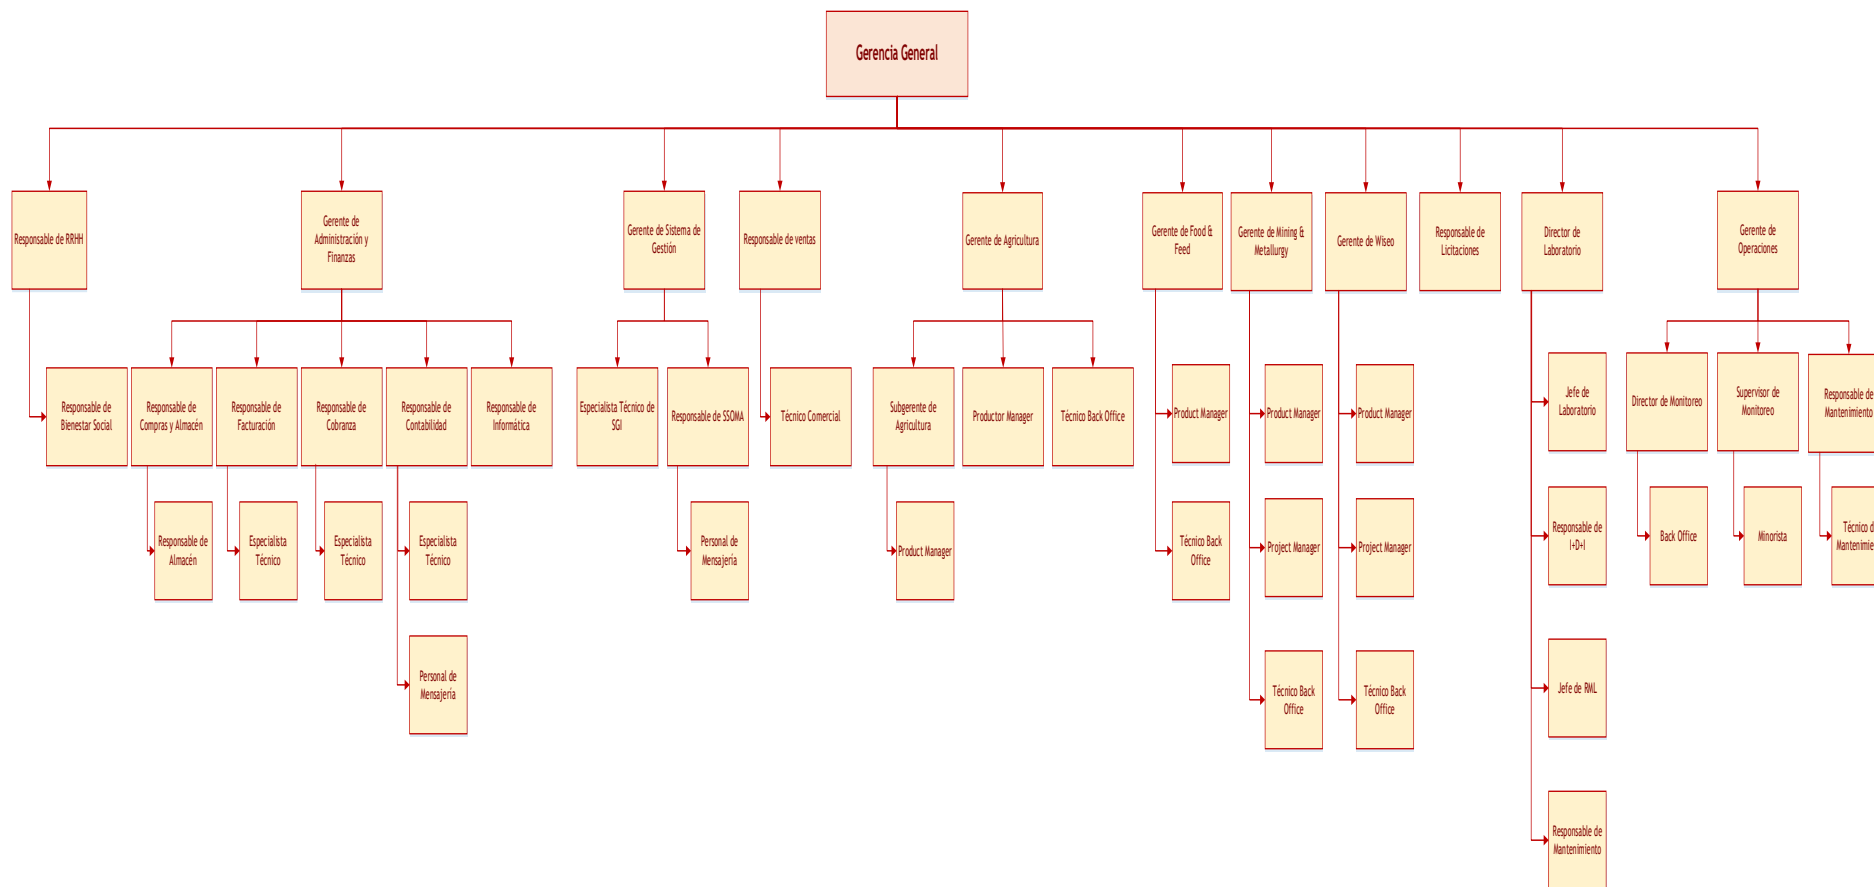 Gerencia General
Responsable de RRHH
Gerente de
Administración y
Finanzas
Gerente de Sistema de
Gestión
Responsable de ventas
Gerente de Agricultura
Gerente de Food &
Feed
Gerente de Mining &
Metallurgy
Gerente de Wiseo
Responsable de
Licitaciones
Director de
Laboratorio
Gerente de
Operaciones
Responsable de
Bienestar Social
Responsable de
Compras y Almacén
Responsable de
Facturación
Responsable de
Cobranza
Responsable de
Contabilidad
Responsable de
Informática
Especialista Técnico de
SGI
Responsable de SSOMA
Técnico Comercial
Subgerente de
Agricultura
Productor Manager
Técnico Back Office
Product Manager
Product Manager
Product Manager
Jefe de
Laboratorio
Director de Monitoreo
Supervisor de
Monitoreo
Responsable de
Mantenimiento
Responsable de
Almacén
Especialista
Técnico
Especialista
Técnico
Especialista
Técnico
Personal de
Mensajería
Product Manager
Técnico Back
Office
Project Manager
Project Manager
Responsable de
I+D+I
Back Office
Minorista
Técnico d
Mantenimie
Personal de
Mensajería
Técnico Back
Office
Técnico Back
Office
Jefe de RML
Responsable de
Mantenimiento